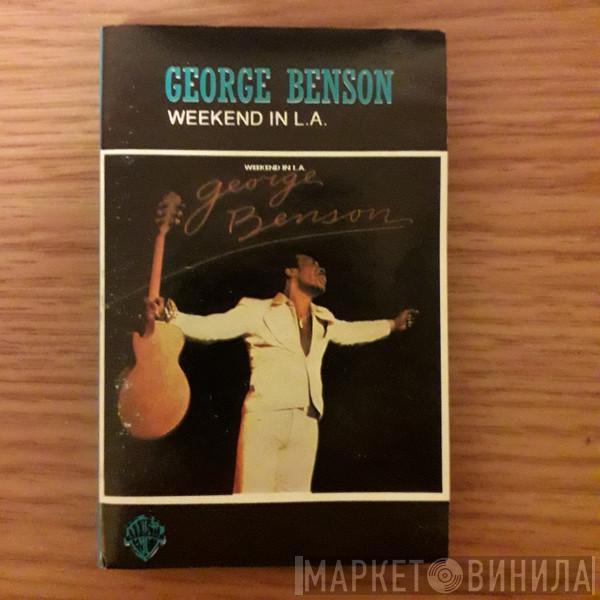 GEORGE BENSON
WEEKEND IN L.A.
WEEKEND IN L.A.
george
Benson
МАРКЕТ ВИНИЛА